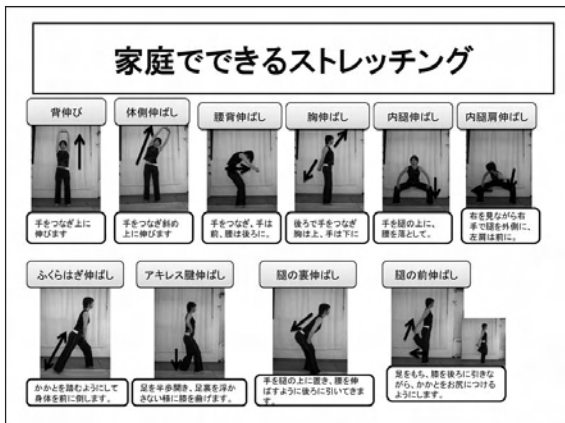 家庭でできるストレッチング
背伸び
体側伸ばし
腰背伸ばし
胸伸ばし
内腿伸ばし
内腿肩伸ばし
手をつなぎ上に
伸びます
手をつなぎ斜め
上に伸びます
手をつなぎ、手は
前、腰は後ろに。
後ろで手をつなぎ
胸は上、手は下に
手を腿の上に、
腰を落として。
右を見ながら右
手で腿を外側に、
左肩は前に。
ふくらはぎ伸ばし
アキレス腱伸ばし
腿の裏伸ばし
腿の前伸ばし
かかとを踏むようにして
身体を前に倒します。
足を半歩開き、足裏を浮か
さない様に膝を曲げます。
手を腿の上に置き、腰を伸
ばすように後ろに引いてきま
す。
足をもち、膝を後ろに引きな
がら、かかとをお尻につける
ようにします。